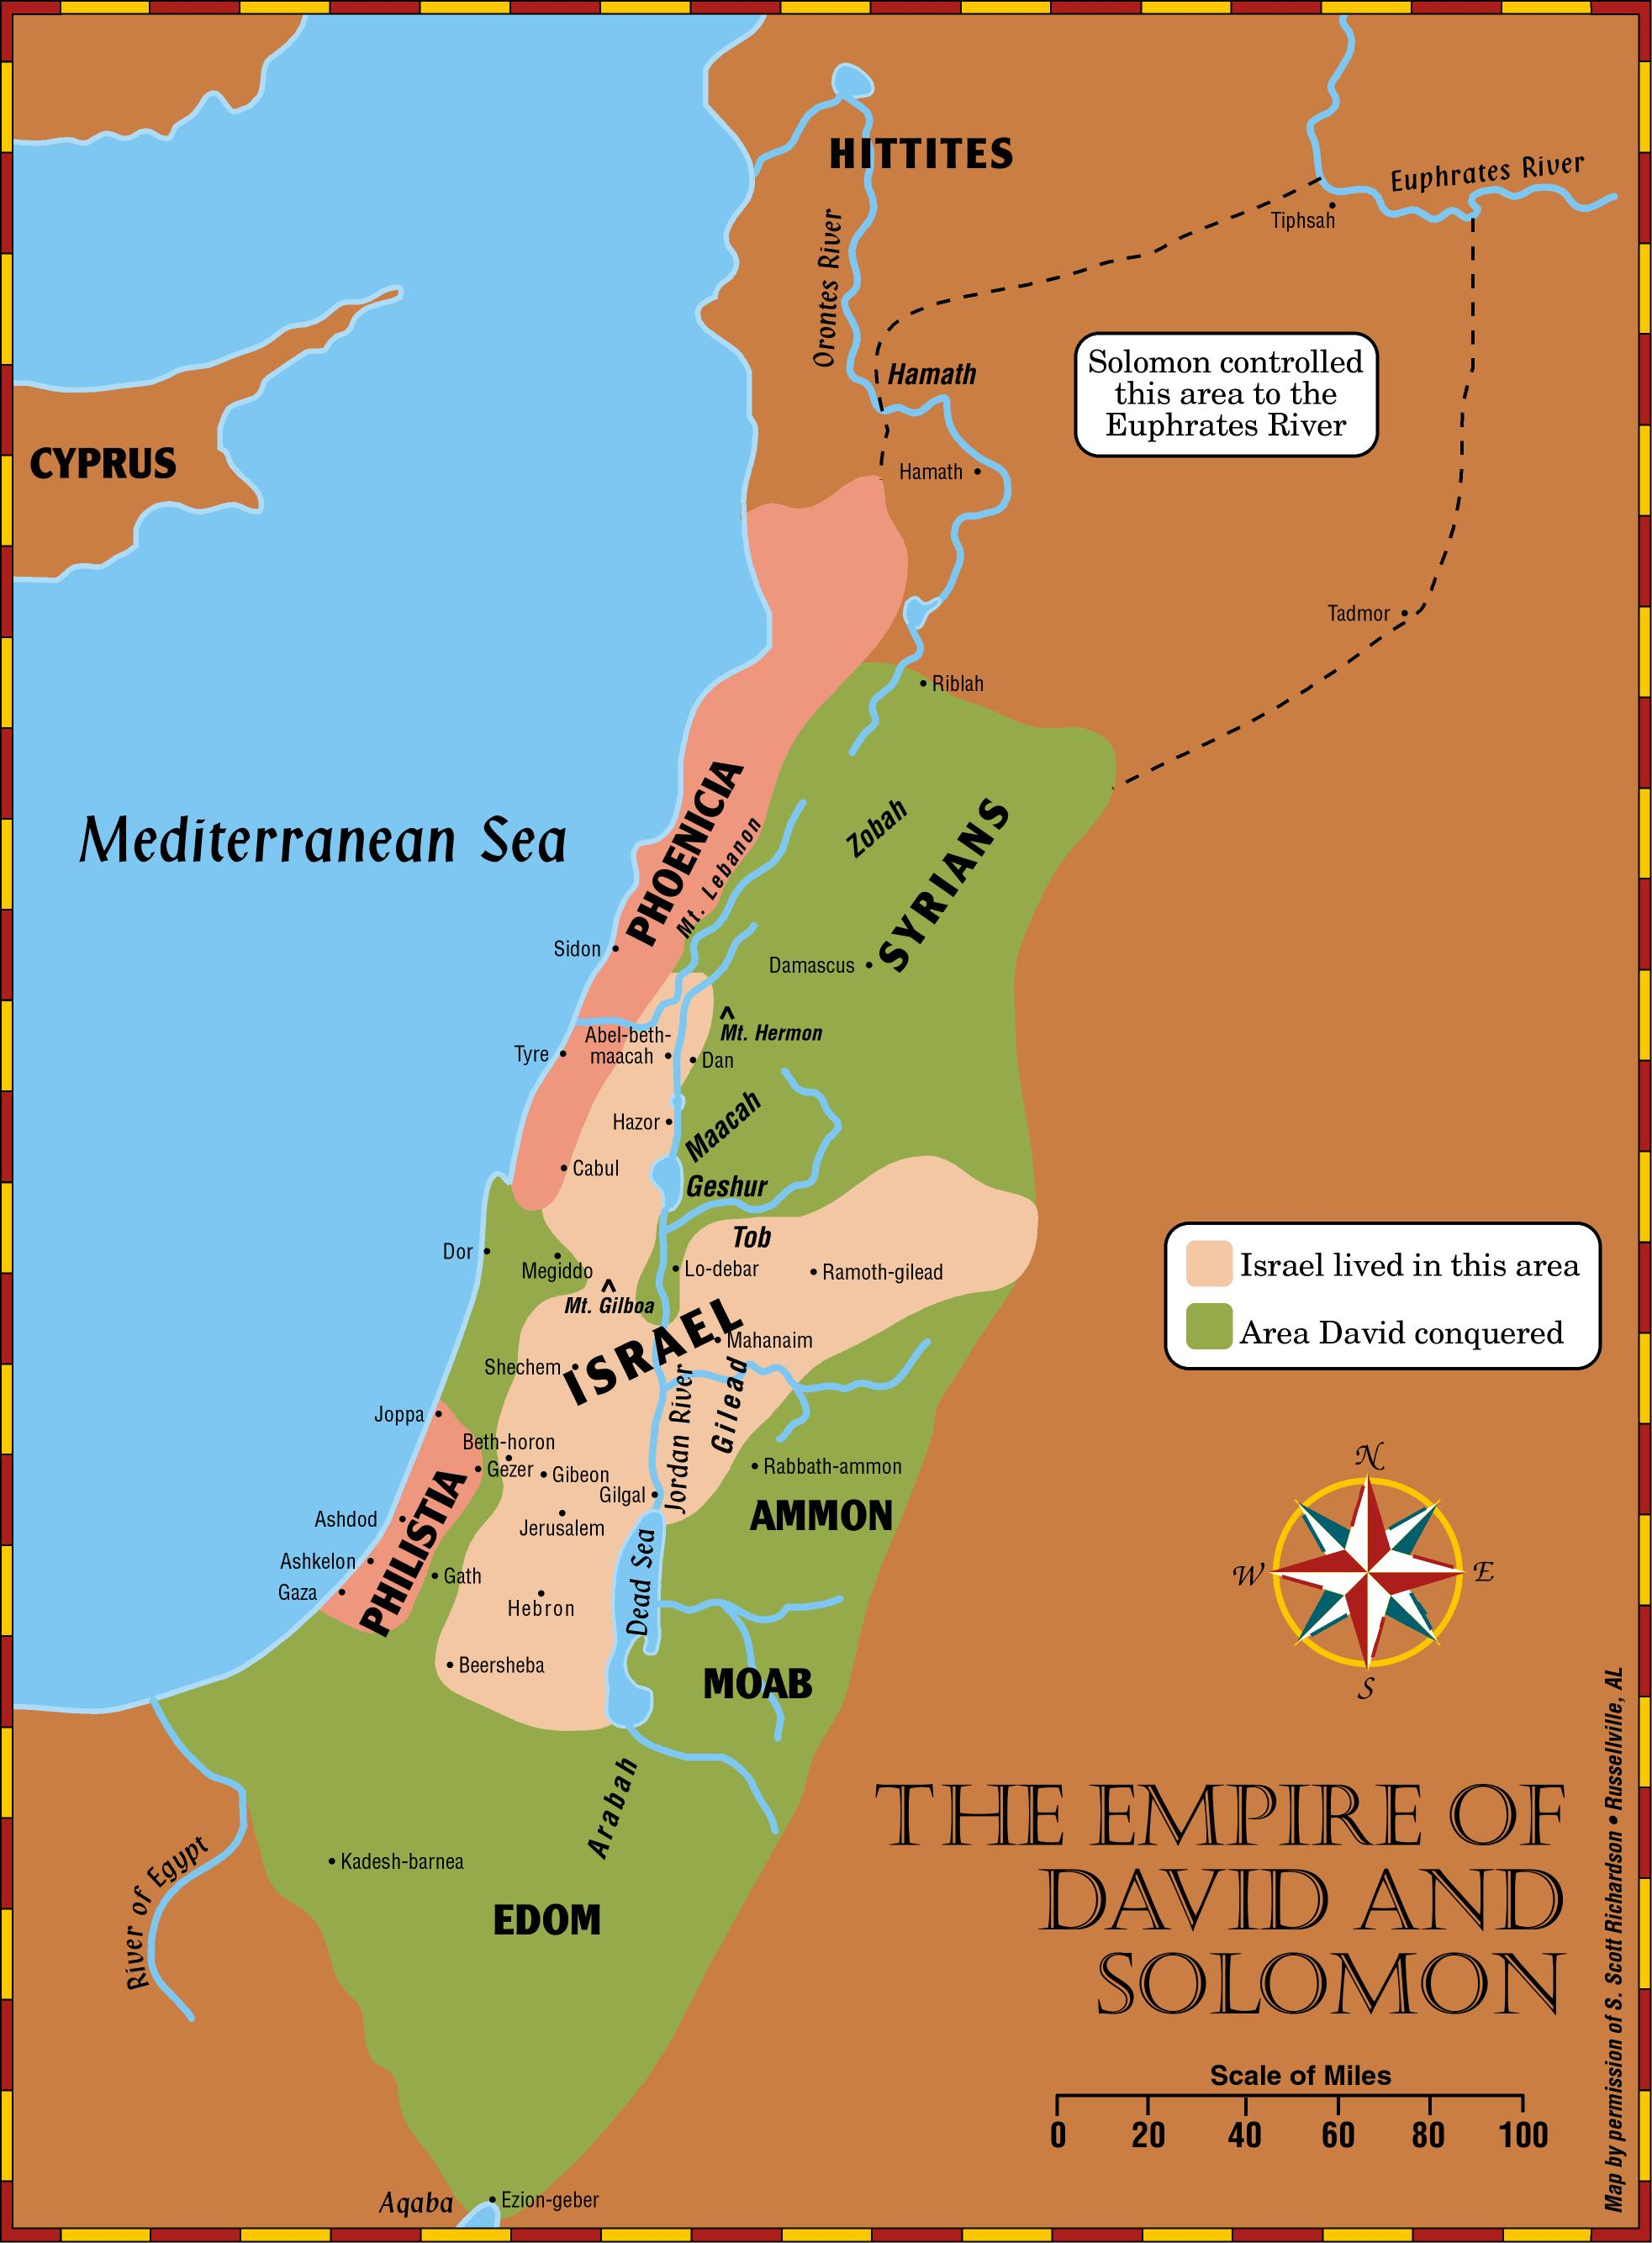 HITTITES
Euphrates River
Tiphsah
Orontes River
Solomon controlled
this area to the
Euphrates River
Hamath
CYPRUS
Hamath
Tadmor
Riblah
PHOENICIA
Mt. Lebanon
Zobah
SYRIANS
Mediterranean Sea
Sidon
Damascus
Mt. Hermon
Abel-beth-
maacah
Tyre
Dan
Hazor
Maacah
Cabul
Geshur
Tob
Dor
Megiddo
Lo-debar
Ramoth-gilead
Israel lived in this area
Area David conquered
Mt. Gilboa
ISRAEL
Mahanaim
Shechem
Jordan River
Gilead
Joppa
Beth-horon
Gezer
Gibeon
Rabbath-ammon
Gilgal
AMMON
Ashdod
PHILISTIA
Jerusalem
Dead Sea
Ashkelon
Gath
Gaza
Hebron
Beersheba
MOAB
N
W
E
S
Arabah
Kadesh-barnea
River of Egypt
EDOM
THE EMPIRE OF
DAVID AND
SOLOMON
Scale of Miles
0 20 40 60 80 100
Aqaba
Ezion-geber
Map by permission of S. Scott Richardson • Russellville, AL